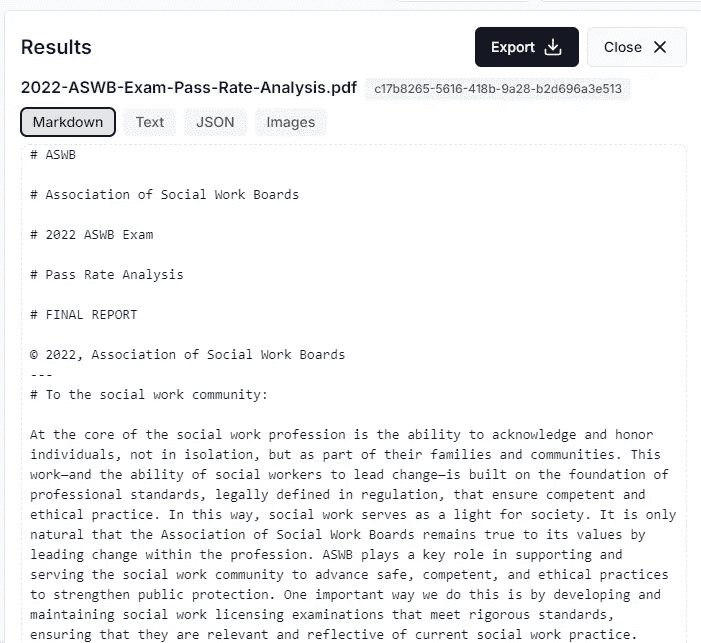 Results
Export
Close
2022-ASWB-Exam-Pass-Rate-Analysis.pdf c17b8265-5616-418b-9a28-b2d696a3e513
Markdown Text JSON Images
# ASWB
# Association of Social Work Boards
# 2022 ASWB Exam
# Pass Rate Analysis
# FINAL REPORT
© 2022, Association of Social Work Boards
---
# To the social work community:
At the core of the social work profession is the ability to acknowledge and honor
individuals, not in isolation, but as part of their families and communities. This
work—and the ability of social workers to lead change—is built on the foundation of
professional standards, legally defined in regulation, that ensure competent and
ethical practice. In this way, social work serves as a light for society. It is only
natural that the Association of Social Work Boards remains true to its values by
leading change within the profession. ASWB plays a key role in supporting and
serving the social work community to advance safe, competent, and ethical practices
to strengthen public protection. One important way we do this is by developing and
maintaining social work licensing examinations that meet rigorous standards,
ensuring that they are relevant and reflective of current social work practice.